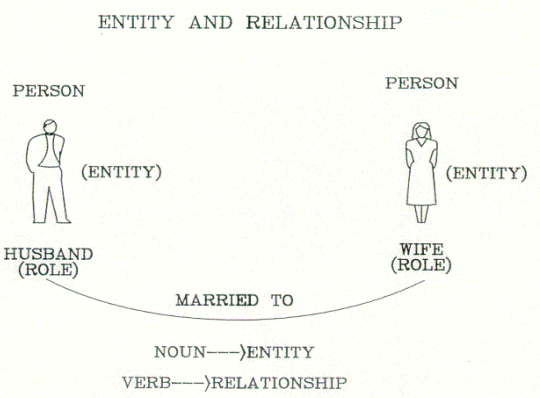 ENTITY AND RELATIONSHIP
PERSON
PERSON
(ENTITY)
(ENTITY)
HUSBAND
(ROLE)
WIFE
(ROLE)
MARRIED TO
NOUN--->ENTITY
VERB--->RELATIONSHIP